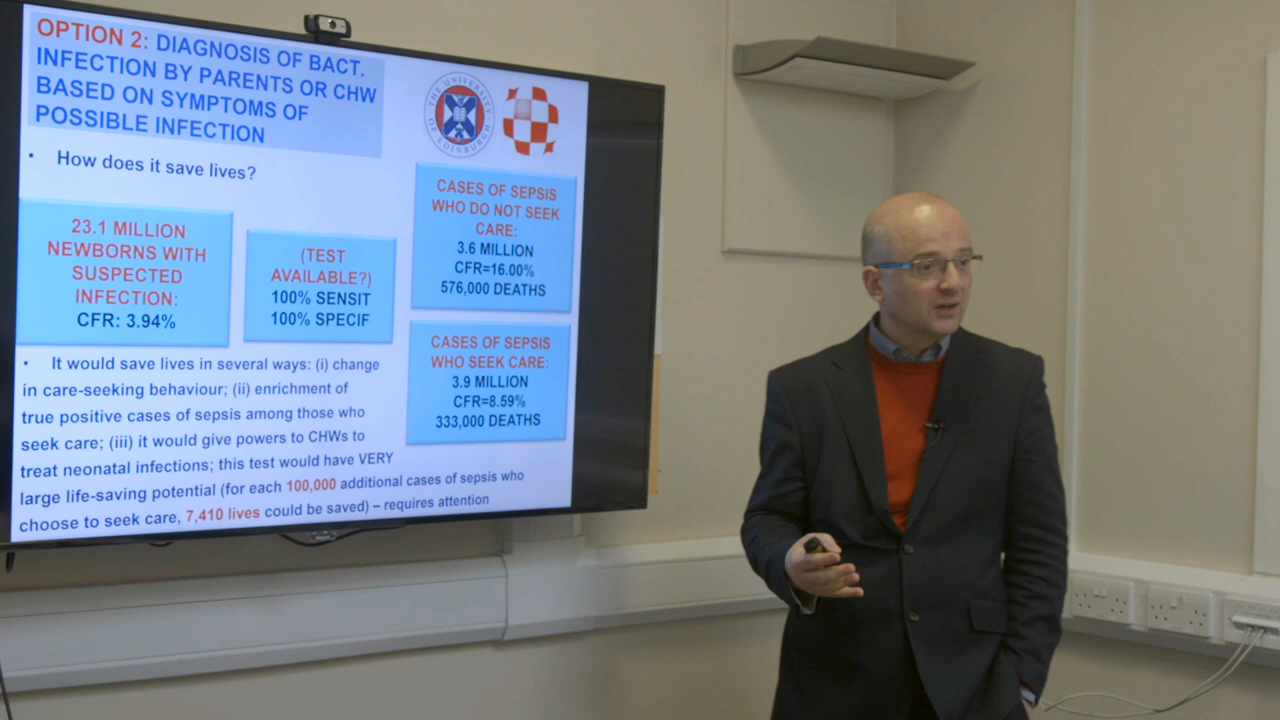 OPTION 2: DIAGNOSIS OF BACT.
INFECTION BY PARENTS OR CHW
BASED ON SYMPTOMS OF
POSSIBLE INFECTION
THE UNIVERSITY
OF EDINBURGH
• How does it save lives?
23.1 MILLION
NEWBORNS WITH
SUSPECTED
INFECTION:
CFR: 3.94%
(TEST
AVAILABLE?)
100% SENSIT
100% SPECIF
CASES OF SEPSIS
WHO DO NOT SEEK
CARE:
3.6 MILLION
CFR=16.00%
576,000 DEATHS
CASES OF SEPSIS
WHO SEEK CARE:
3.9 MILLION
CFR=8.59%
333,000 DEATHS
• It would save lives in several ways: (i) change
in care-seeking behaviour; (ii) enrichment of
true positive cases of sepsis among those who
seek care; (iii) it would give powers to CHWs to
treat neonatal infections; this test would have VERY
large life-saving potential (for each 100,000 additional cases of sepsis who
choose to seek care, 7,410 lives could be saved) – requires attention